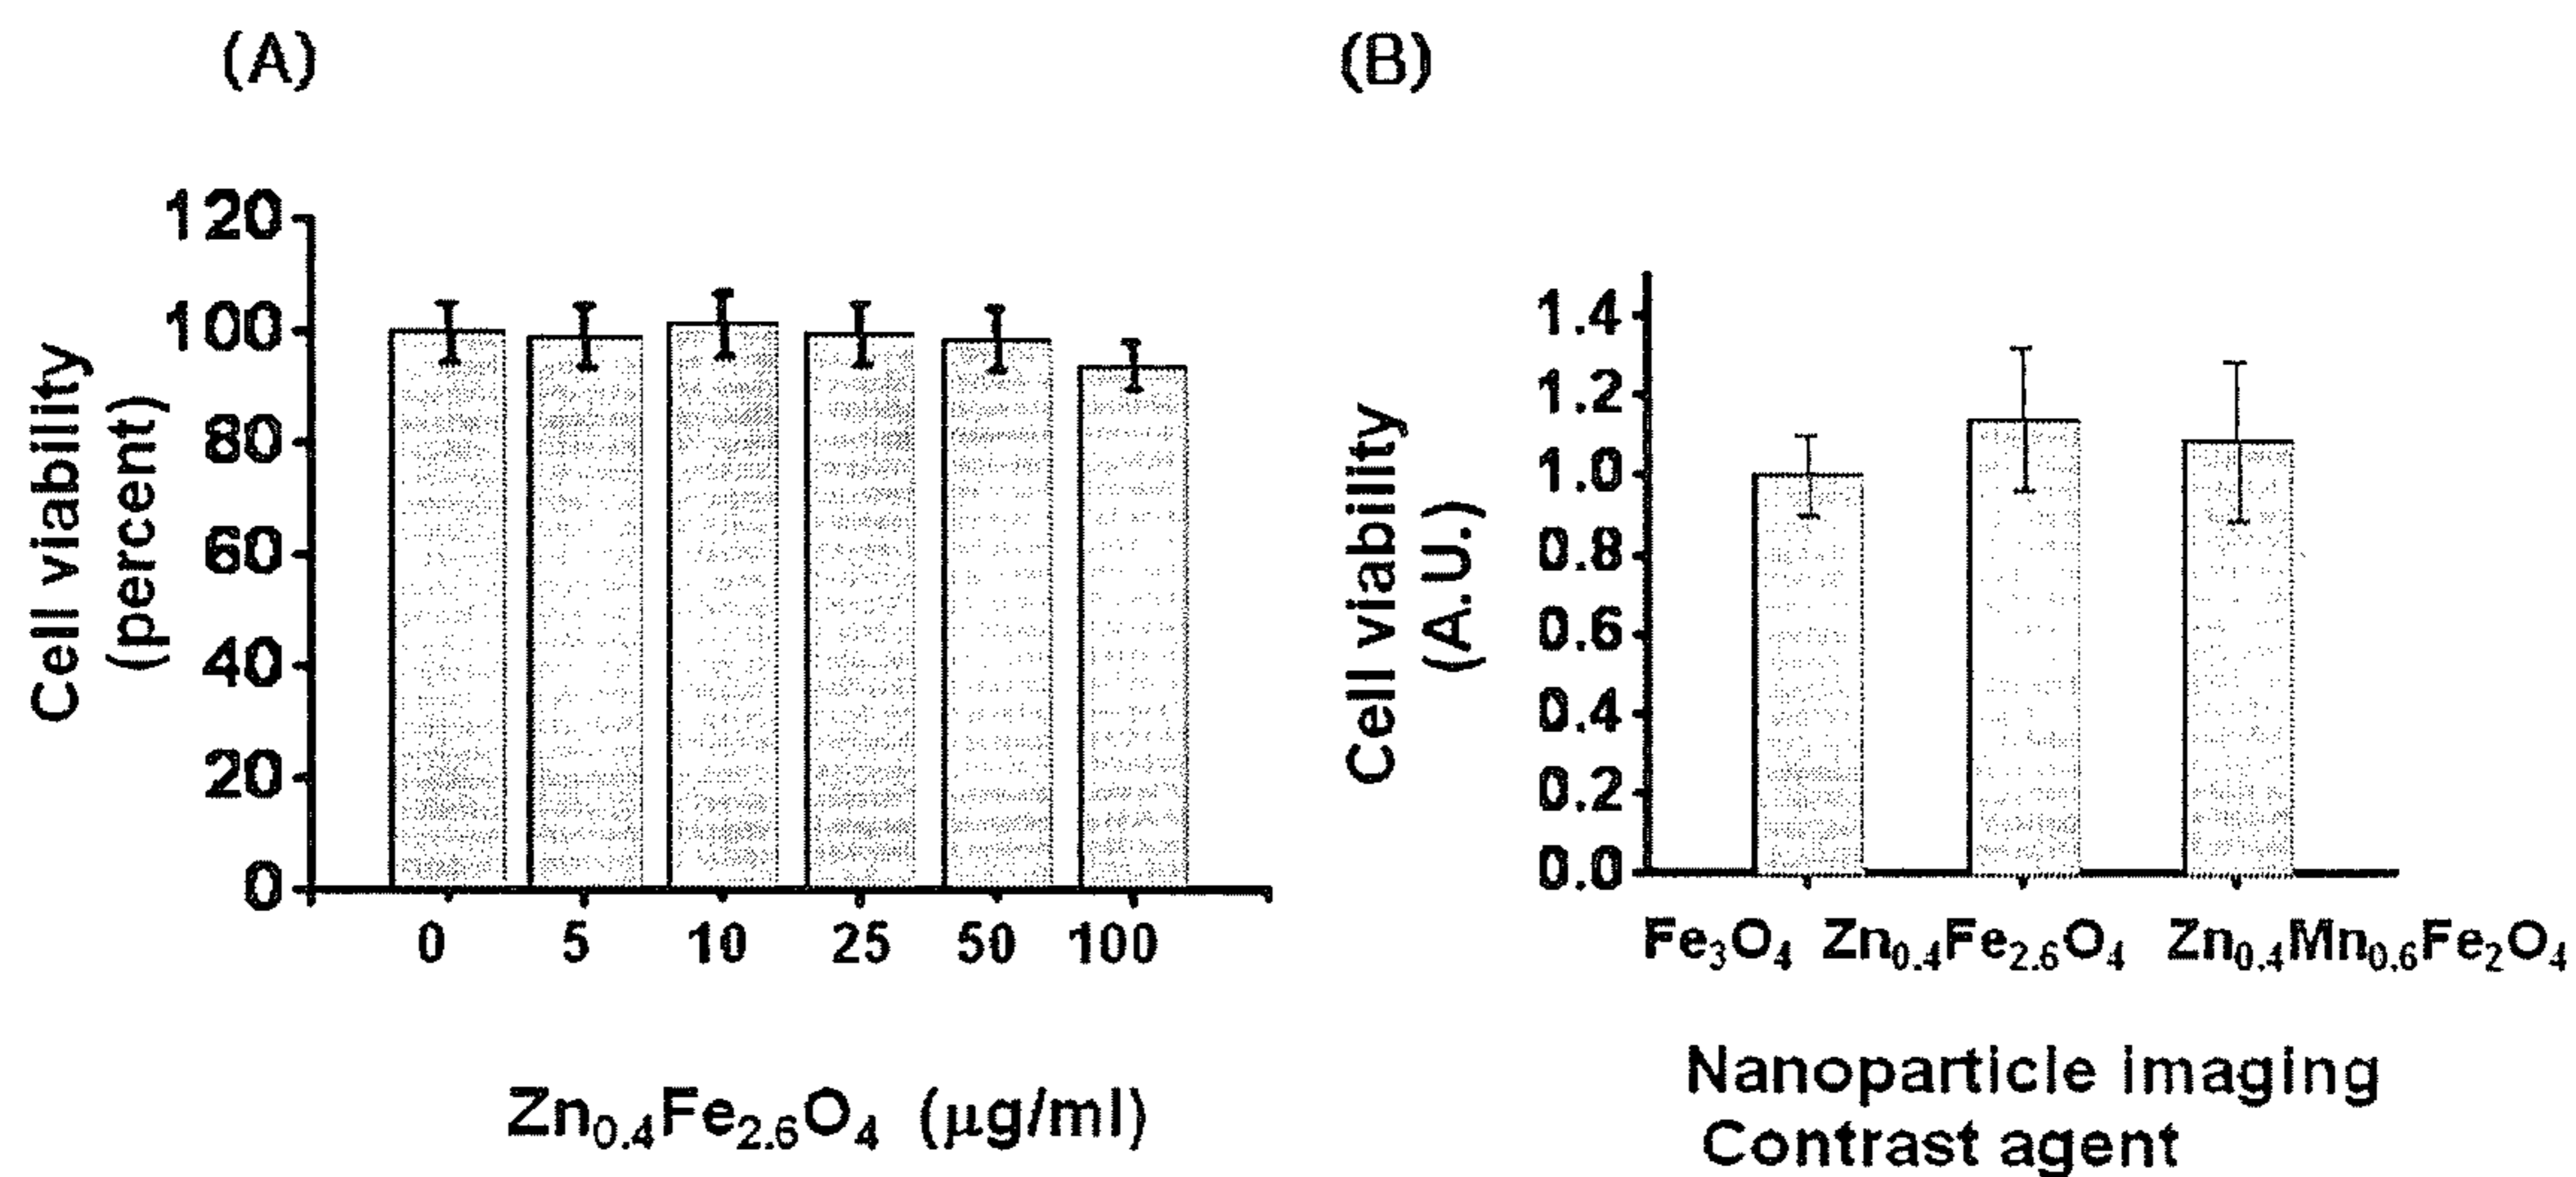 (A)
Cell viability
(percent)
120
100
80
60
40
20
0
0 5 10 25 50 100
Zn0.4Fe2.6O4 (μg/ml)
(B)
Cell viability
(A.U.)
1.4
1.2
1.0
0.8
0.6
0.4
0.2
0.0
Fe3O4 Zn0.4Fe2.6O4 Zn0.4Mn0.6Fe2O4
Nanoparticle imaging
Contrast agent